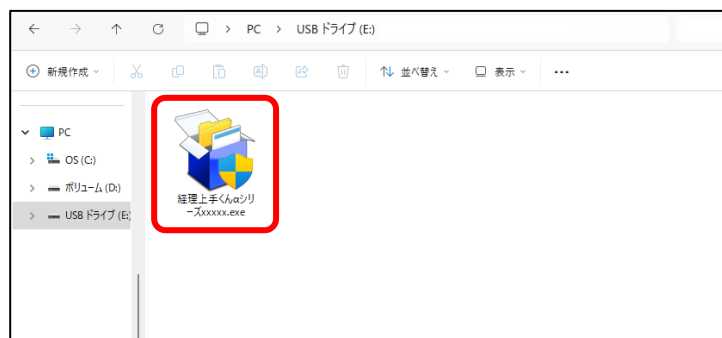 PC > USB ドライブ (E:)
新規作成
並べ替え
表示
PC
OS (C:)
ボリューム (D:)
USB ドライブ (E:)
経理上手くんαシリ
ーズxxxxx.exe